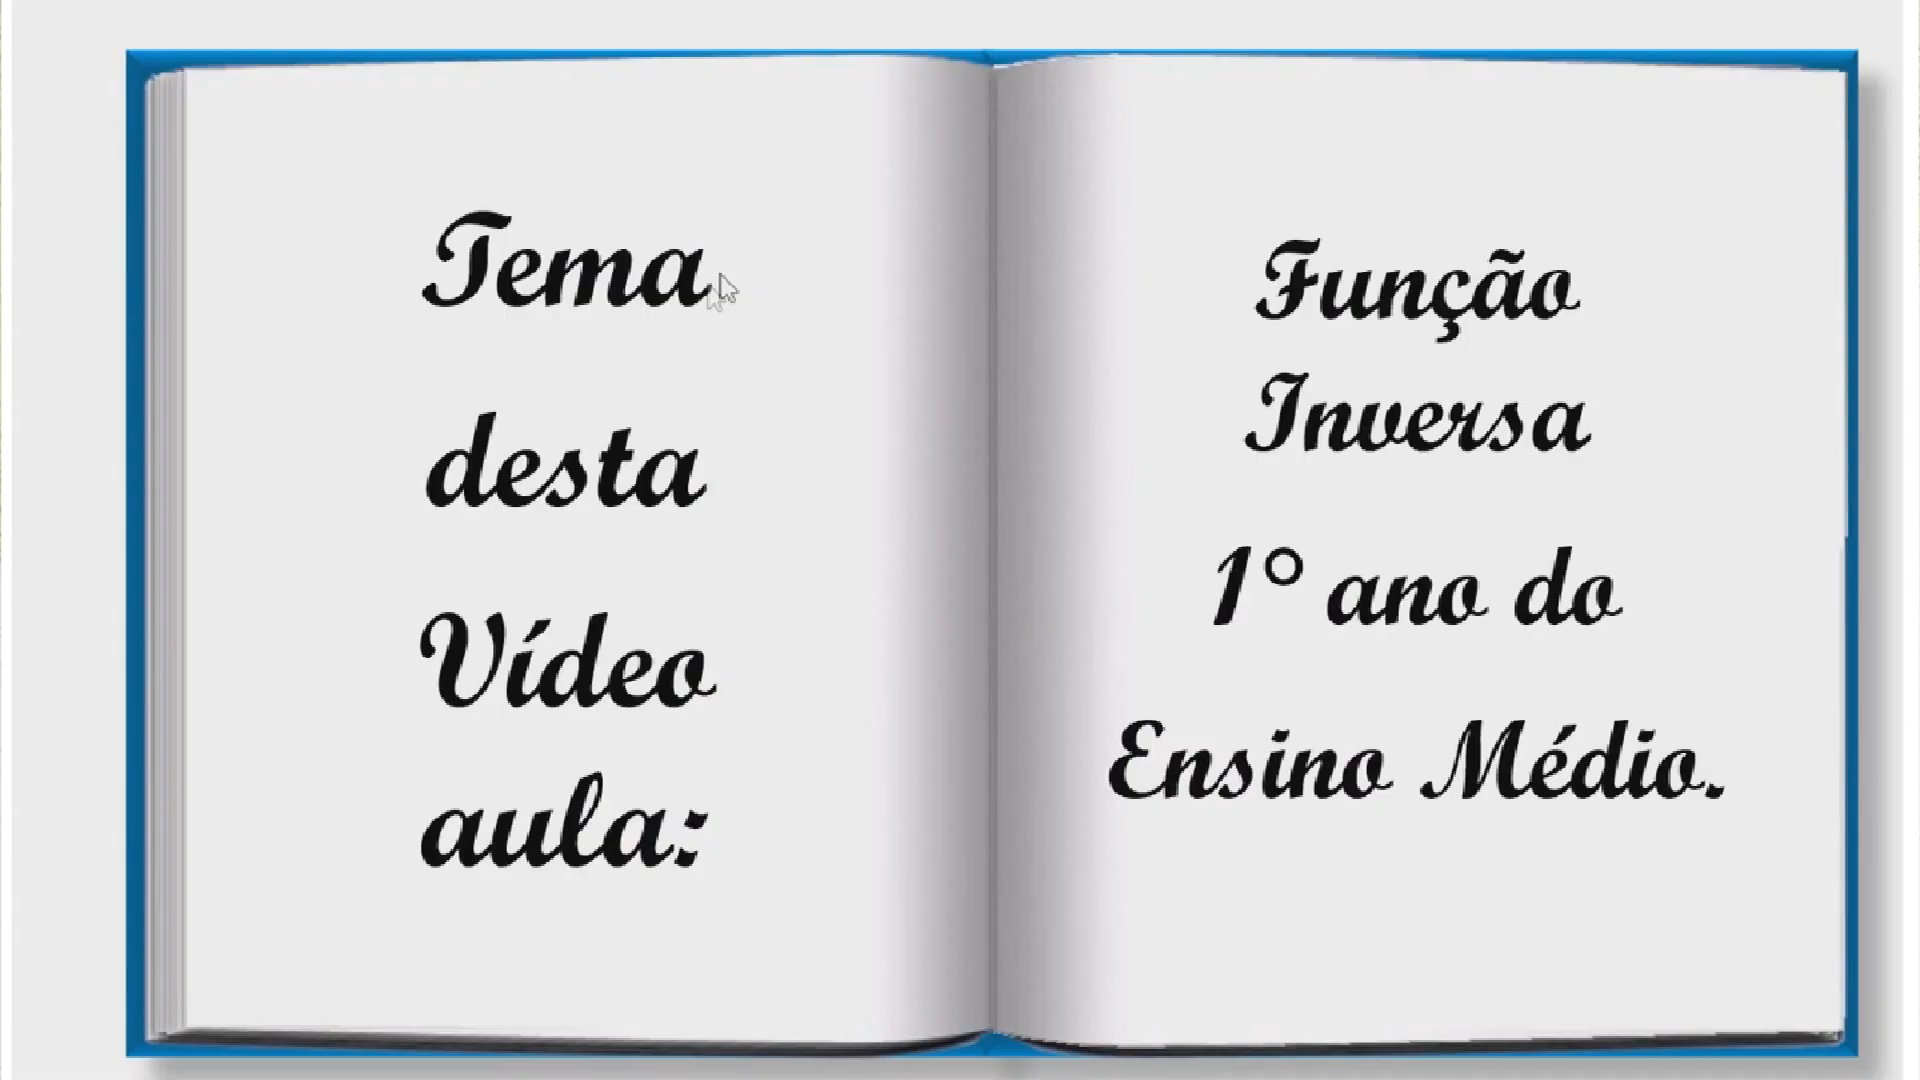 Tema
desta
Vídeo
aula:
Função
Inversa
1° ano do
Ensino Médio.